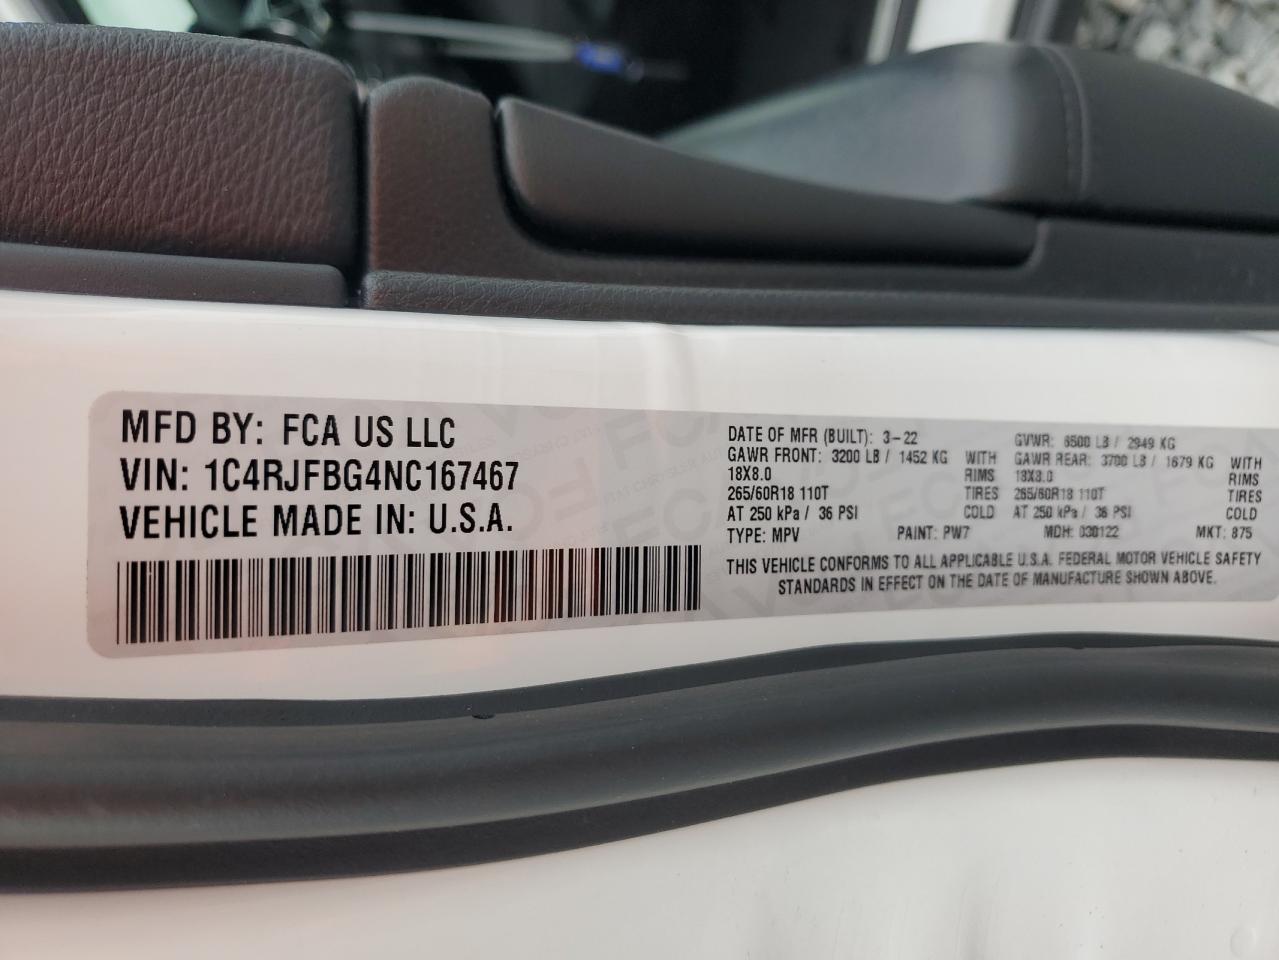 MFD BY: FCA US LLC
VIN: 1C4RJFBG4NC167467
VEHICLE MADE IN: U.S.A.
DATE OF MFR (BUILT): 3-22 GVWR: 6500 LB / 2949 KG
GAWR FRONT: 3200 LB / 1452 KG WITH GAWR REAR: 3700 LB / 1679 KG WITH
18X8.0 RIMS 18X8.0 RIMS
265/60R18 110T TIRES 265/60R18 110T TIRES
AT 250 kPa / 36 PSI COLD AT 250 kPa / 36 PSI COLD
TYPE: MPV PAINT: PW7 MDH: 030122 MKT: 875
THIS VEHICLE CONFORMS TO ALL APPLICABLE U.S.A. FEDERAL MOTOR VEHICLE SAFETY
STANDARDS IN EFFECT ON THE DATE OF MANUFACTURE SHOWN ABOVE.